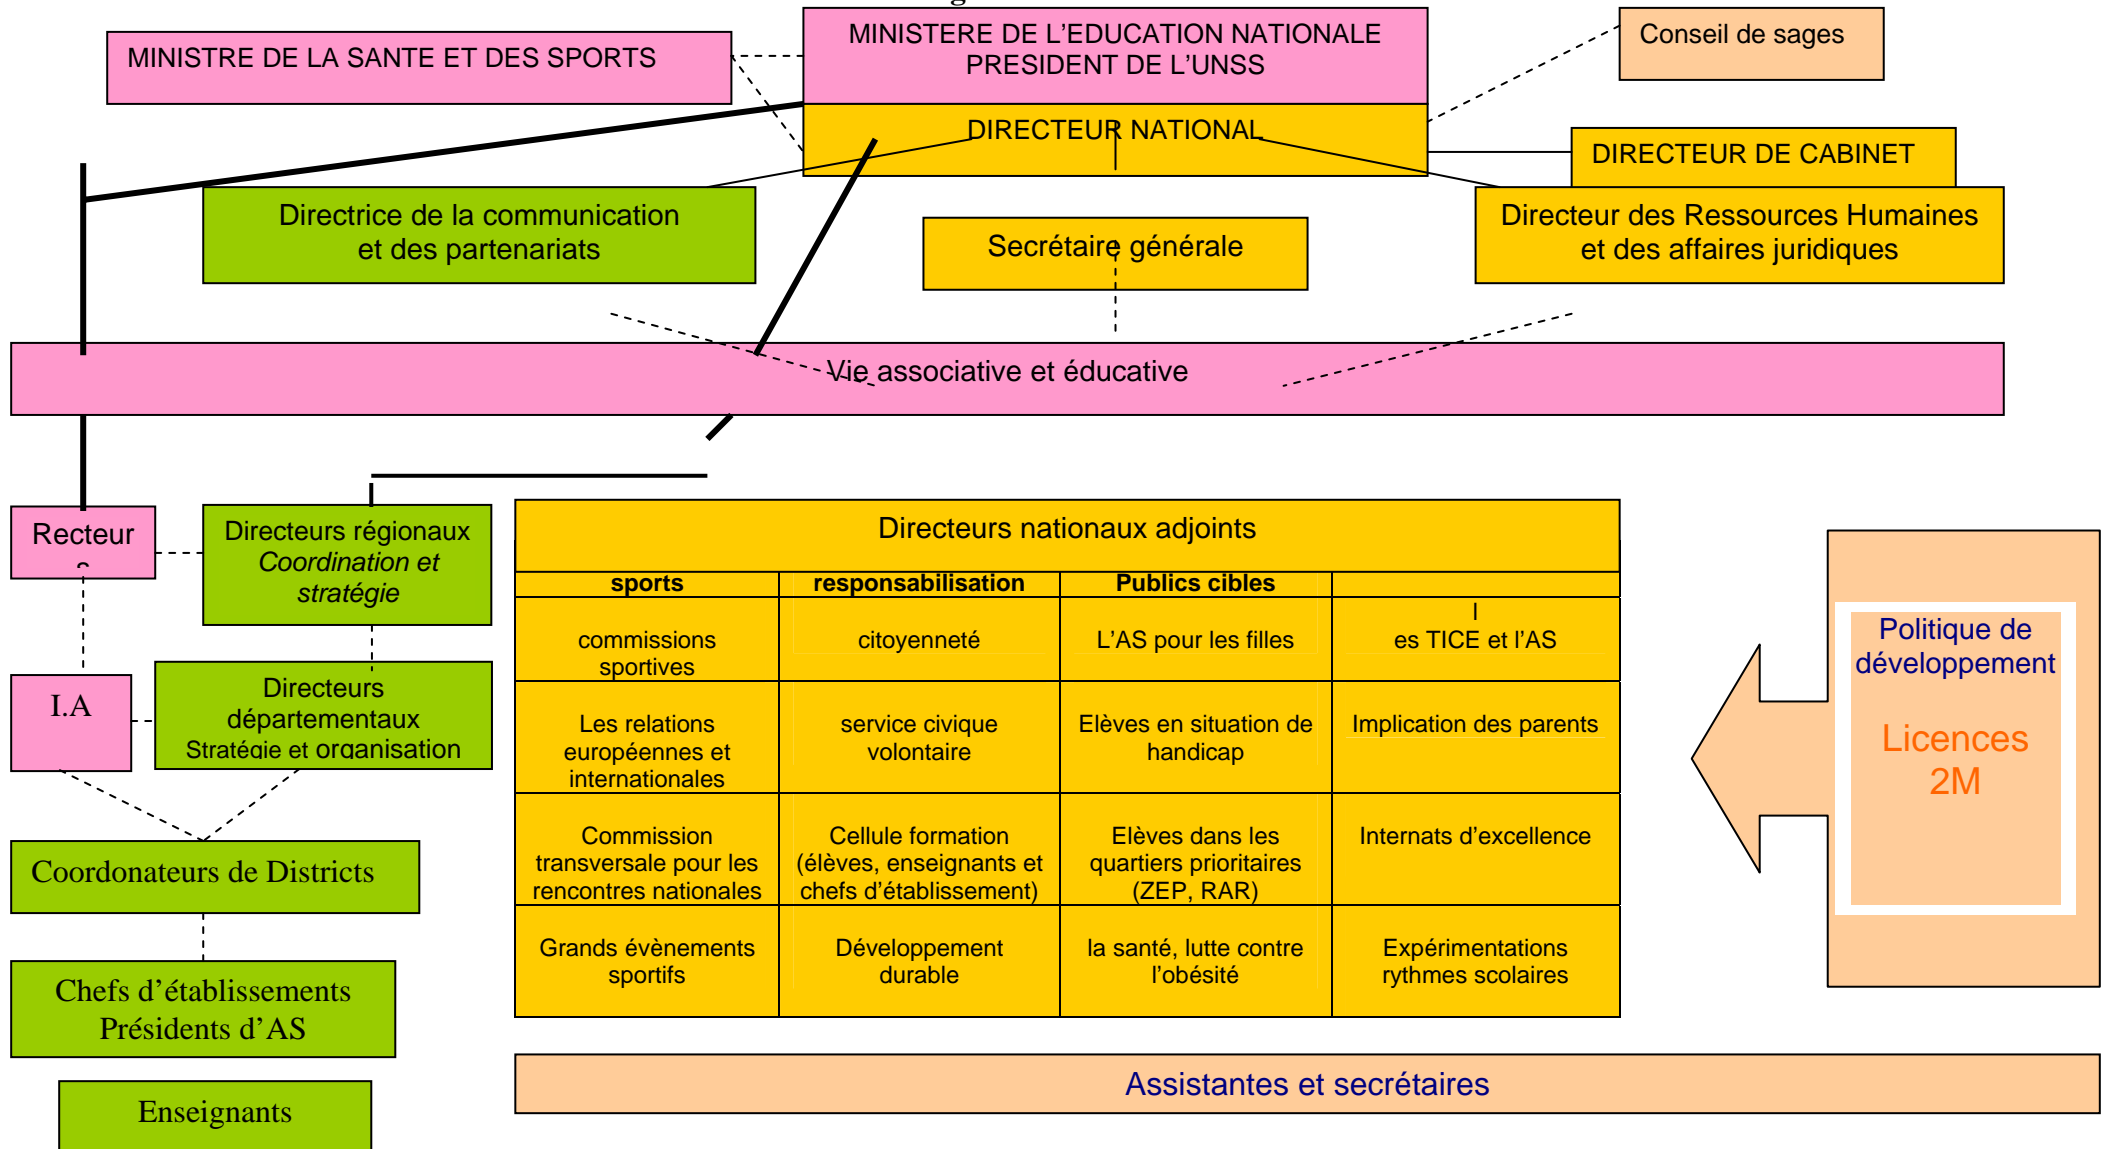 MINISTRE DE LA SANTE ET DES SPORTS
MINISTERE DE L'EDUCATION NATIONALE
PRESIDENT DE L'UNSS
Conseil de sages
DIRECTEUR NATIONAL
DIRECTEUR DE CABINET
Directrice de la communication
et des partenariats
Secrétaire générale
Directeur des Ressources Humaines
et des affaires juridiques
Vie associative et éducative
Recteur
Directeurs régionaux
Coordination et
stratégie
I.A
Directeurs
départementaux
Stratégie et organisation
Coordonateurs de Districts
Chefs d'établissements
Présidents d'AS
Enseignants
Directeurs nationaux adjoints
sports
responsabilisation
Publics cibles
commissions
sportives
citoyenneté
L'AS pour les filles
l
es TICE et l'AS
Les relations
européennes et
internationales
service civique
volontaire
Elèves en situation de
handicap
Implication des parents
Commission
transversale pour les
rencontres nationales
Cellule formation
(élèves, enseignants et
chefs d'établissement)
Elèves dans les
quartiers prioritaires
(ZEP, RAR)
Internats d'excellence
Grands évènements
sportifs
Développement
durable
la santé, lutte contre
l'obésité
Expérimentations
rythmes scolaires
Politique de
développement
Licences
2M
Assistantes et secrétaires